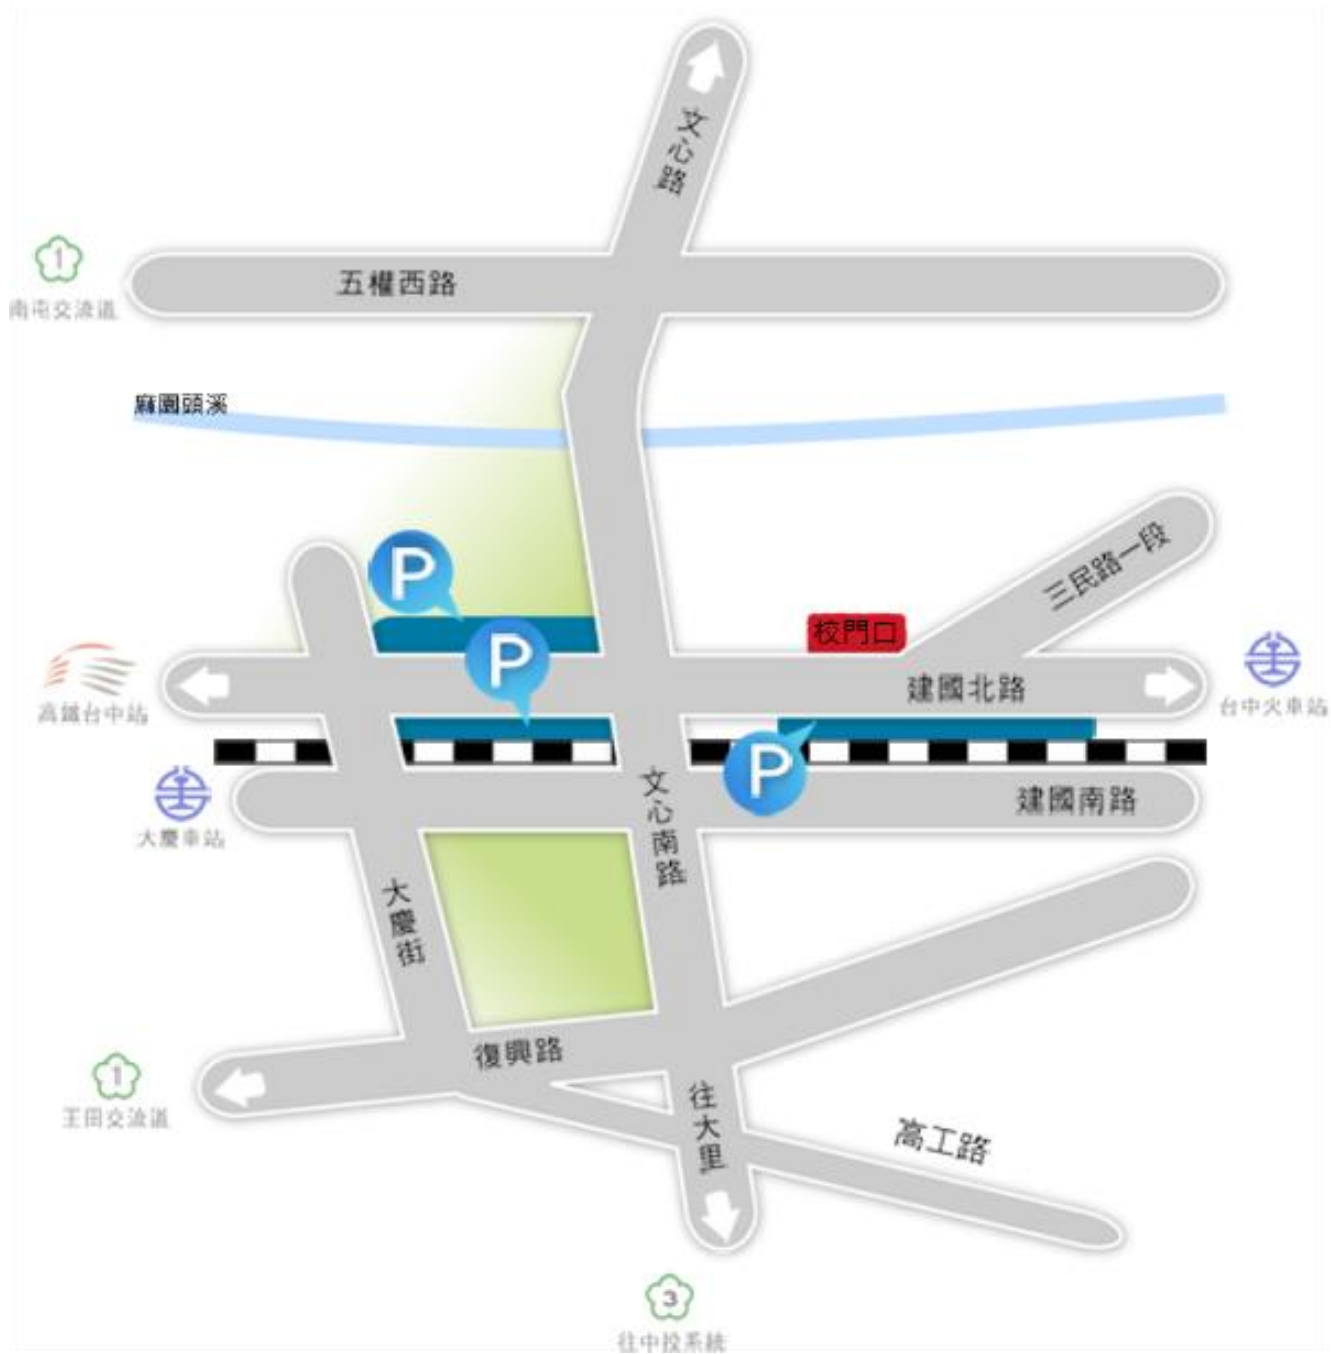 文心路
1
南屯交流道
五權西路
麻園頭溪
三民路一段
P
P
校門口
建國北路
高鐵台中站
台中火車站
P
文心南路
建國南路
大慶車站
大慶街
復興路
1
王田交流道
往大里
高工路
3
往中投系統